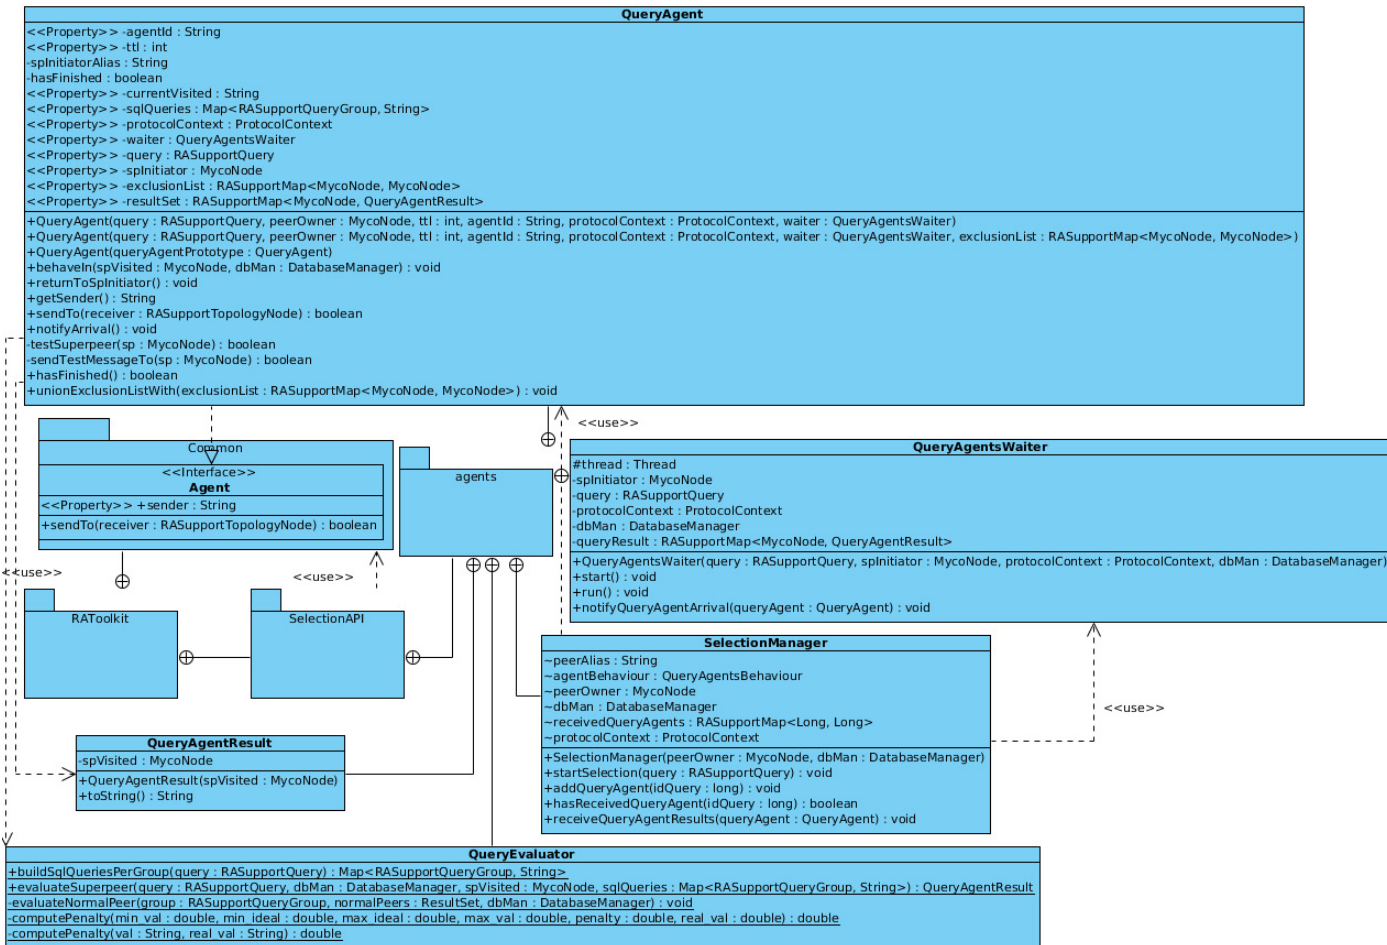 QueryAgent
<<Property>> -agentId : String
<<Property>> -ttl : int
-spInitiatorAlias : String
-hasFinished : boolean
<<Property>> -currentVisited : String
<<Property>> -sqlQueries : Map<RASupportQueryGroup, String>
<<Property>> -protocolContext : ProtocolContext
<<Property>> -waiter : QueryAgentsWaiter
<<Property>> -query : RASupportQuery
<<Property>> -spInitiator : MycoNode
<<Property>> -exclusionList : RASupportMap<MycoNode, MycoNode>
<<Property>> -resultSet : RASupportMap<MycoNode, QueryAgentResult>
+QueryAgent(query : RASupportQuery, peerOwner : MycoNode, ttl : int, agentId : String, protocolContext : ProtocolContext, waiter : QueryAgentsWaiter)
+QueryAgent(query : RASupportQuery, peerOwner : MycoNode, ttl : int, agentId : String, protocolContext : ProtocolContext, waiter : QueryAgentsWaiter, exclusionList : RASupportMap<MycoNode, MycoNode>)
+QueryAgent(queryAgentPrototype : QueryAgent)
+behaveIn(spVisited : MycoNode, dbMan : DatabaseManager) : void
+returnToSpInitiator() : void
+getSender() : String
+sendTo(receiver : RASupportTopologyNode) : boolean
+notifyArrival() : void
-testSuperpeer(sp : MycoNode) : boolean
-sendTestMessageTo(sp : MycoNode) : boolean
+hasFinished() : boolean
+unionExclusionListWith(exclusionList : RASupportMap<MycoNode, MycoNode>) : void
<<use>>
Common
<<Interface>>
Agent
<<Property>> +sender : String
+sendTo(receiver : RASupportTopologyNode) : boolean
agents
QueryAgentsWaiter
#thread : Thread
-spInitiator : MycoNode
-query : RASupportQuery
-protocolContext : ProtocolContext
-dbMan : DatabaseManager
-queryResult : RASupportMap<MycoNode, QueryAgentResult>
+QueryAgentsWaiter(query : RASupportQuery, spInitiator : MycoNode, protocolContext : ProtocolContext, dbMan : DatabaseManager)
+start() : void
+run() : void
+notifyQueryAgentArrival(queryAgent : QueryAgent) : void
<<use>>
<<use>>
RAToolkit
SelectionAPI
SelectionManager
~peerAlias : String
~agentBehaviour : QueryAgentsBehaviour
~peerOwner : MycoNode
~dbMan : DatabaseManager
~receivedQueryAgents : RASupportMap<Long, Long>
~protocolContext : ProtocolContext
+SelectionManager(peerOwner : MycoNode, dbMan : DatabaseManager)
+startSelection(query : RASupportQuery) : void
+addQueryAgent(idQuery : long) : void
+hasReceivedQueryAgent(idQuery : long) : boolean
+receiveQueryAgentResults(queryAgent : QueryAgent) : void
<<use>>
QueryAgentResult
-spVisited : MycoNode
+QueryAgentResult(spVisited : MycoNode)
+toString() : String
QueryEvaluator
+buildSqlQueriesPerGroup(query : RASupportQuery) : Map<RASupportQueryGroup, String>
+evaluateSuperpeer(query : RASupportQuery, dbMan : DatabaseManager, spVisited : MycoNode, sqlQueries : Map<RASupportQueryGroup, String>) : QueryAgentResult
-evaluateNormalPeer(group : RASupportQueryGroup, normalPeers : ResultSet, dbMan : DatabaseManager) : void
-computePenalty(min_val : double, min_ideal : double, max_ideal : double, max_val : double, penalty : double, real_val : double) : double
-computePenalty(val : String, real_val : String) : double